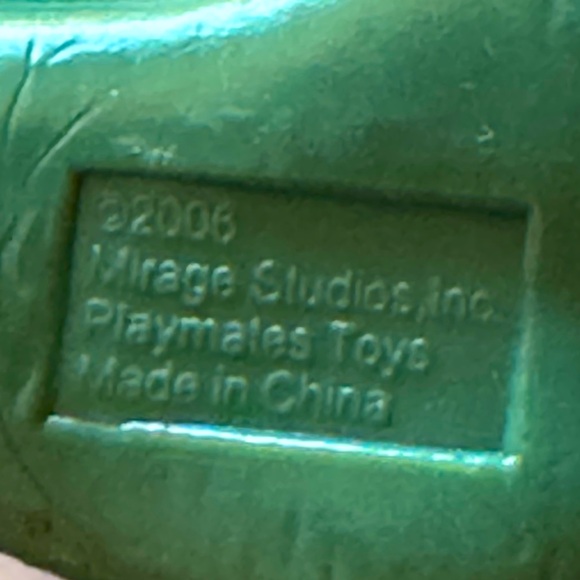 ©2006
Mirage Studios,Inc.
Playmates Toys
Made in China